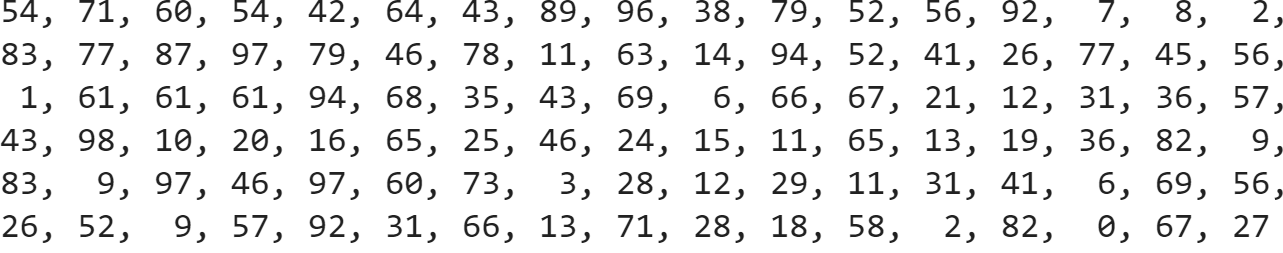 54, 71, 60, 54, 42, 64, 43, 89, 96, 38, 79, 52, 56, 92,  7,  8,  2,
83, 77, 87, 97, 79, 46, 78, 11, 63, 14, 94, 52, 41, 26, 77, 45, 56,
 1, 61, 61, 61, 94, 68, 35, 43, 69,  6, 66, 67, 21, 12, 31, 36, 57,
43, 98, 10, 20, 16, 65, 25, 46, 24, 15, 11, 65, 13, 19, 36, 82,  9,
83,  9, 97, 46, 97, 60, 73,  3, 28, 12, 29, 11, 31, 41,  6, 69, 56,
26, 52,  9, 57, 92, 31, 66, 13, 71, 28, 18, 58,  2, 82,  0, 67, 27